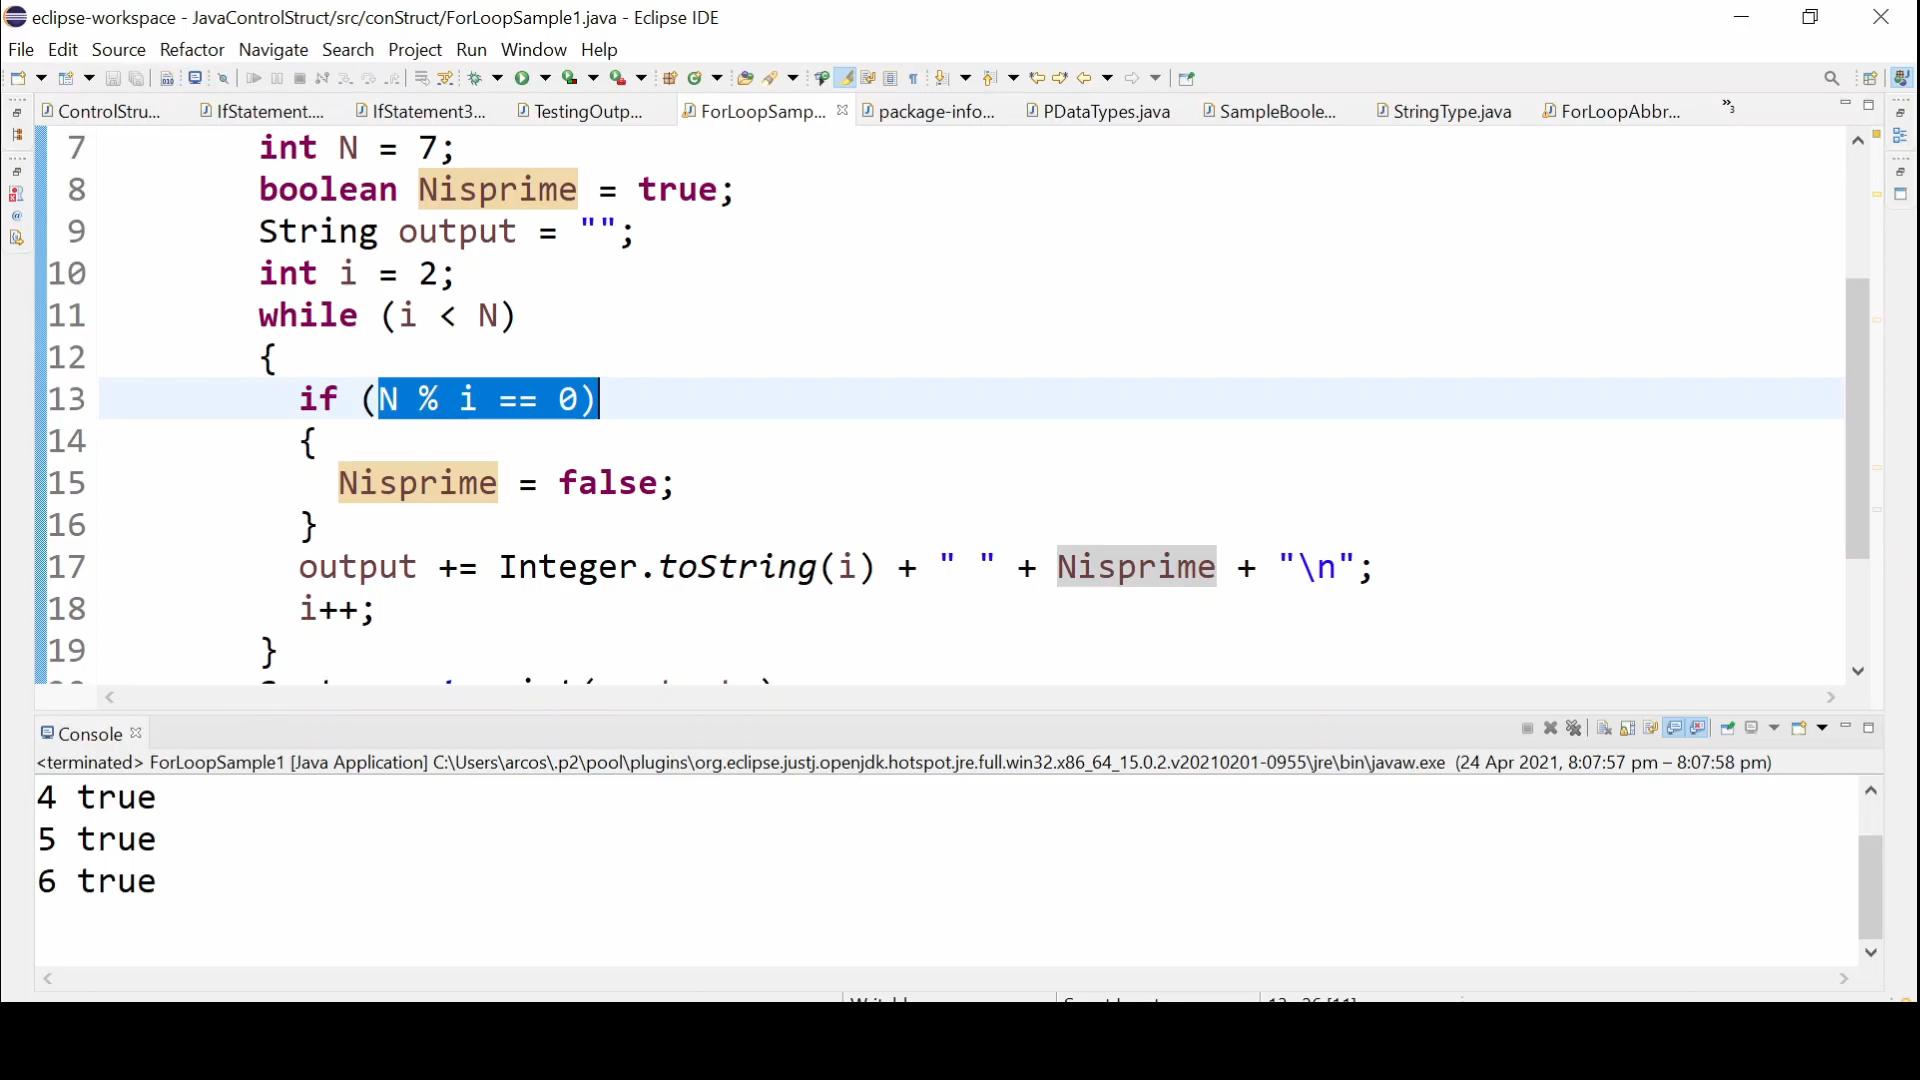 eclipse-workspace - JavaControlStruct/src/conStruct/ForLoopSample1.java - Eclipse IDE
File Edit Source Refactor Navigate Search Project Run Window Help
ControlStru... IfStatement.... IfStatement3... TestingOutp... ForLoopSamp... package-info... PDataTypes.java SampleBoole... StringType.java ForLoopAbbr... »3
7 int N = 7;
8 boolean Nisprime = true;
9 String output = "";
10 int i = 2;
11 while (i < N)
12 {
13 if (N % i == 0)
14 {
15 Nisprime = false;
16 }
17 output += Integer.toString(i) + " " + Nisprime + "\n";
18 i++;
19 }
Console
<terminated> ForLoopSample1 [Java Application] C:\Users\arcos\.p2\pool\plugins\org.eclipse.justj.openjdk.hotspot.jre.full.win32.x86_64_15.0.2.v20210201-0955\jre\bin\javaw.exe (24 Apr 2021, 8:07:57 pm – 8:07:58 pm)
4 true
5 true
6 true